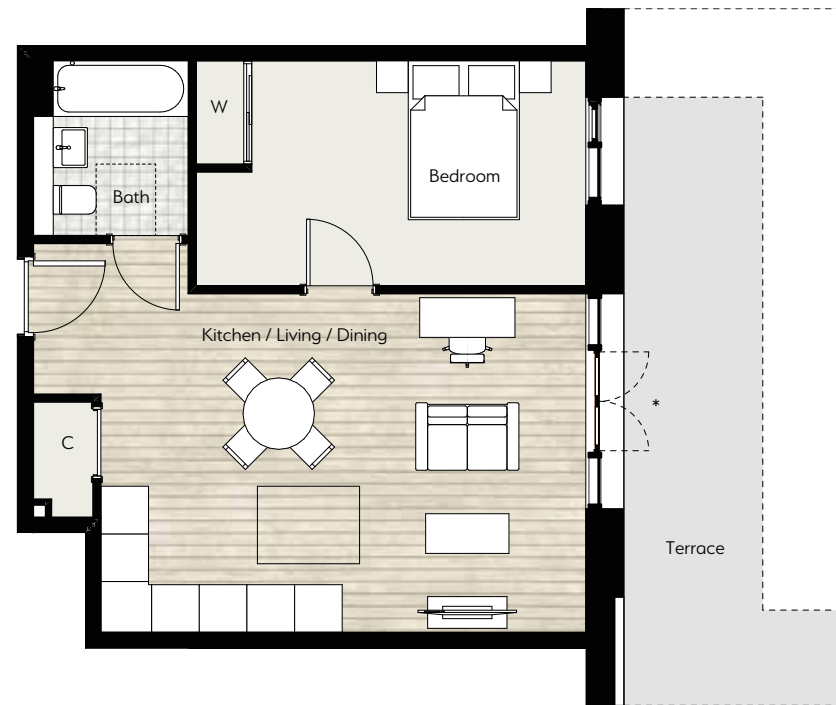 W
Bedroom
Bath
Kitchen / Living / Dining
*
C
Terrace